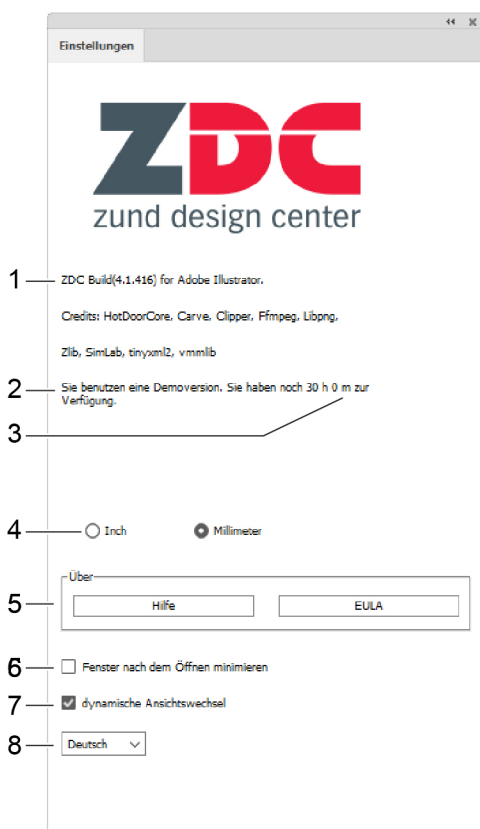 Einstellungen
ZDC
zund design center
1 ZDC Build(4.1.416) for Adobe Illustrator.
Credits: HotDoorCore, Carve, Clipper, Ffmpeg, Libpng,
Zlib, SimLab, tinyxml2, vmmlib
2 Sie benutzen eine Demoversion. Sie haben noch 30 h 0 m zur
Verfügung.
3
4 Inch Millimeter
Über
5 Hilfe EULA
6 Fenster nach dem Öffnen minimieren
7 dynamische Ansichtswechsel
8 Deutsch